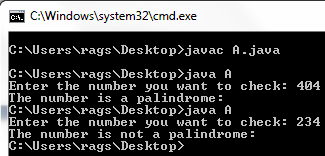 C:\Windows\system32\cmd.exe
C:\Users\rags\Desktop>javac A.java
C:\Users\rags\Desktop>java A
Enter the number you want to check: 404
The number is a palindrome:
C:\Users\rags\Desktop>java A
Enter the number you want to check: 234
The number is not a palindrome:
C:\Users\rags\Desktop>